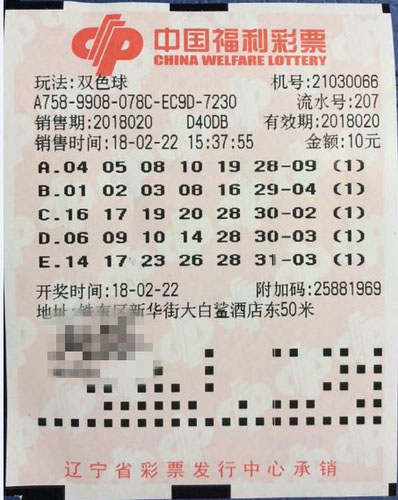 中国福利彩票
CHINA WELFARE LOTTERY
玩法:双色球 机号:21030066
A758-9908-078C-EC9D-7230 流水号:207
销售期:2018020 D40DB 有效期:2018020
销售时间:18-02-22 15:37:55 金额:10元
A.04 05 08 10 19 28-09 (1)
B.01 02 03 08 16 29-04 (1)
C.16 17 19 20 28 30-02 (1)
D.06 09 10 14 28 30-03 (1)
E.14 17 23 26 28 31-03 (1)
开奖时间:18-02-22 附加码:25881969
地址:铁东区新华街大白鲨酒店东50米
辽宁省彩票发行中心承销